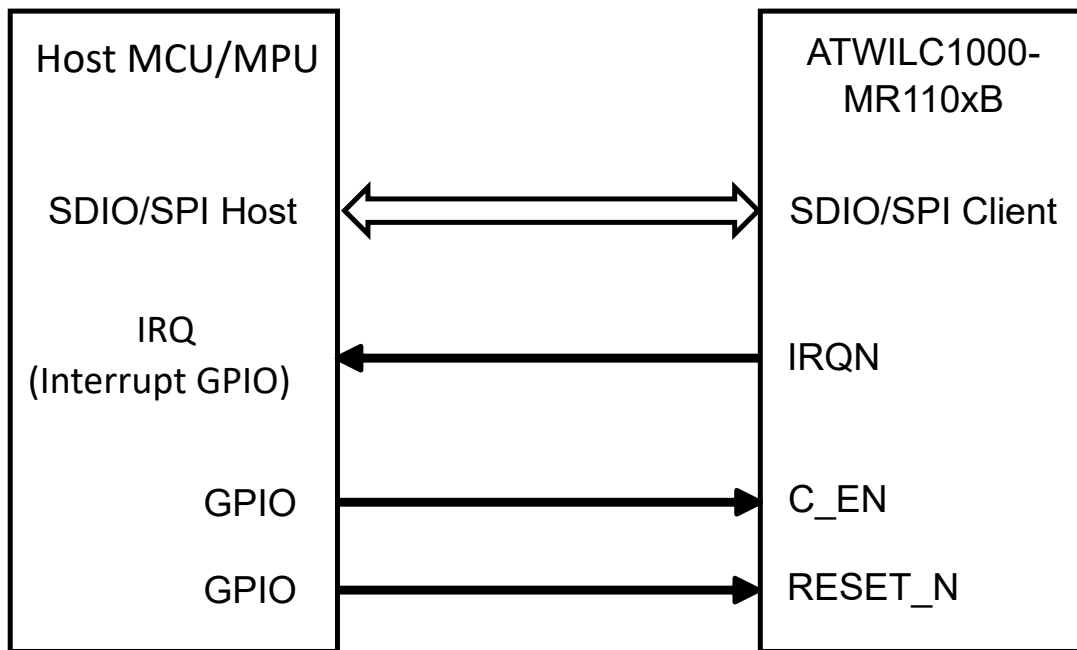 Host MCU/MPU
ATWILC1000-
MR110xB
SDIO/SPI Host
SDIO/SPI Client
IRQ
(Interrupt GPIO)
IRQN
GPIO
C_EN
GPIO
RESET_N